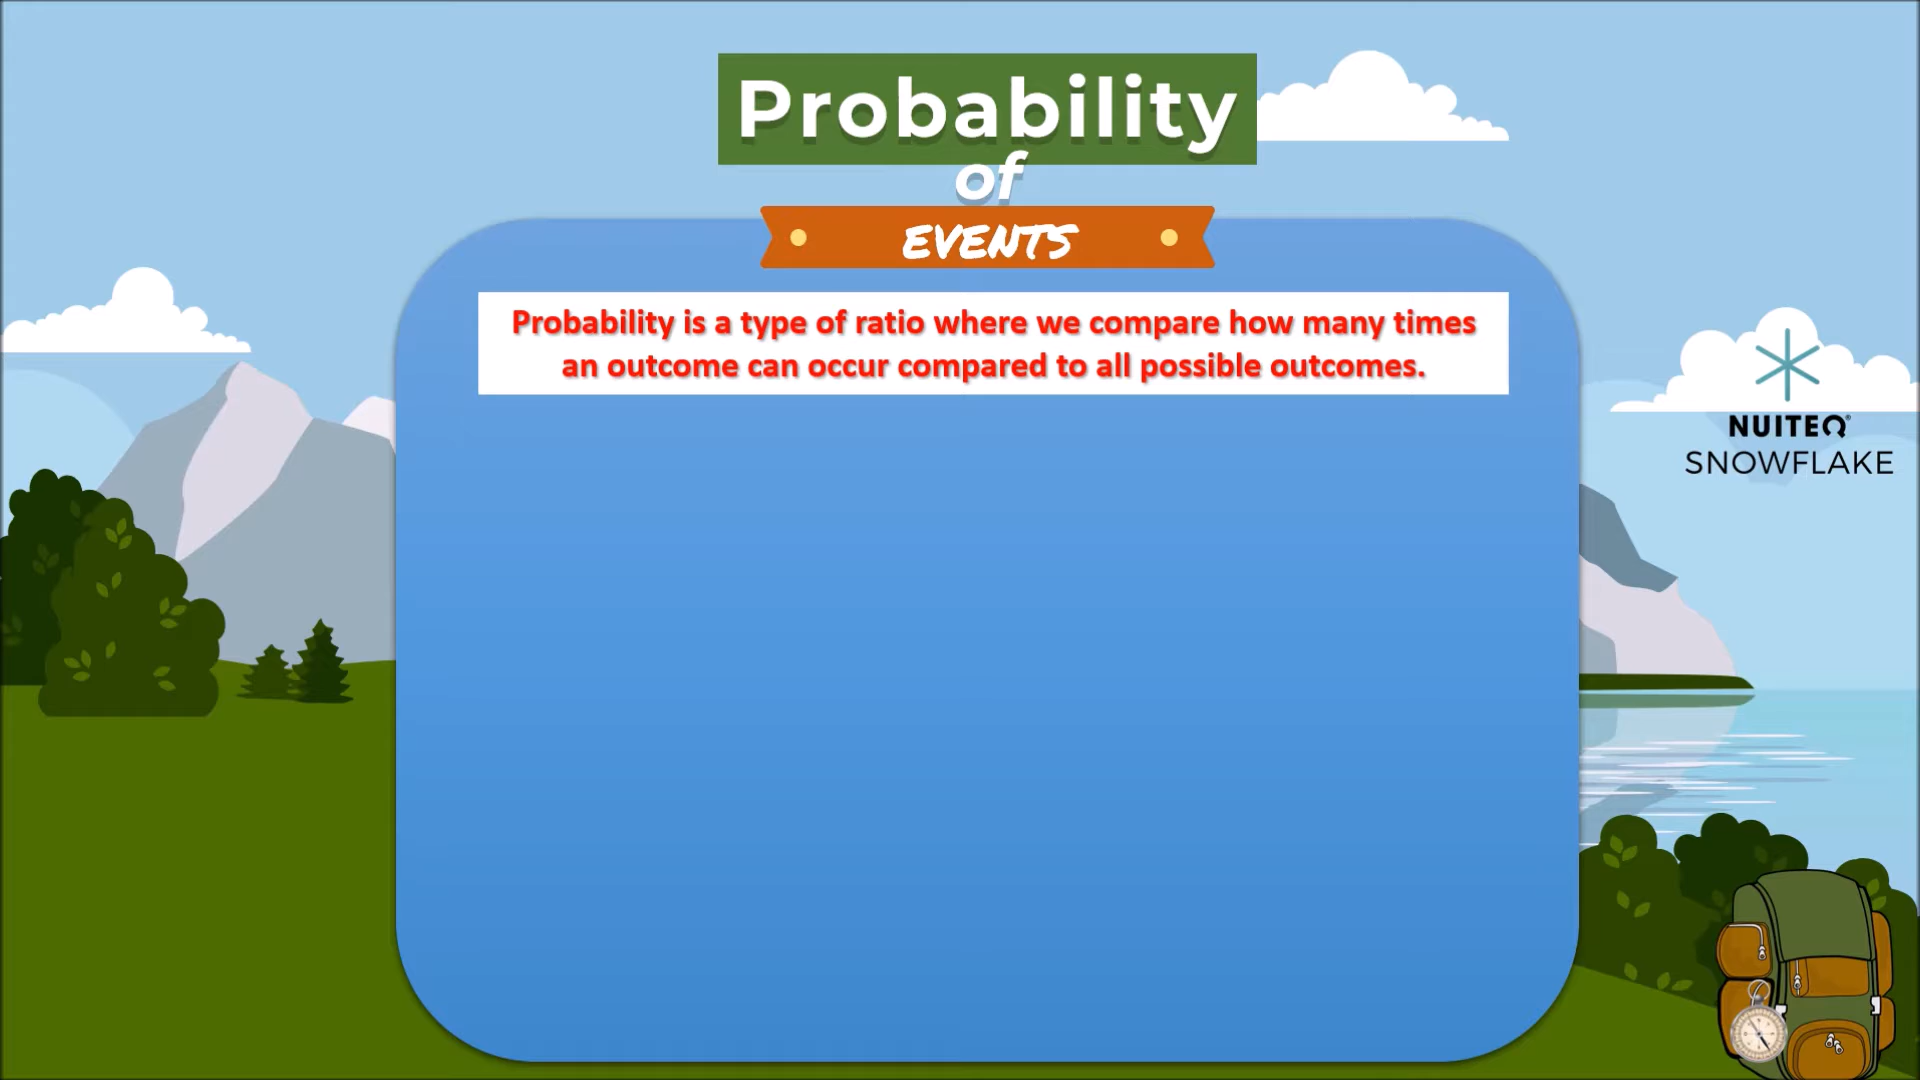 Probability
of
EVENTS
Probability is a type of ratio where we compare how many times
an outcome can occur compared to all possible outcomes.
NUITEQ®
SNOWFLAKE